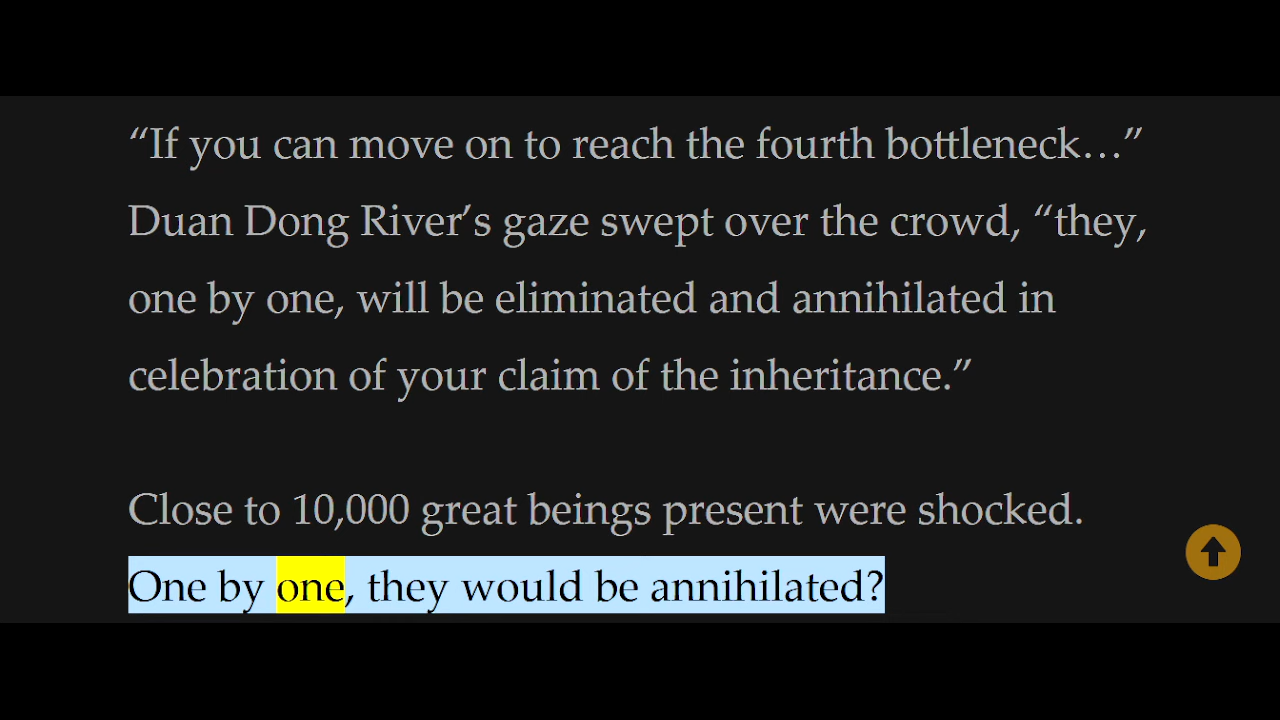 “If you can move on to reach the fourth bottleneck…”
Duan Dong River’s gaze swept over the crowd, “they,
one by one, will be eliminated and annihilated in
celebration of your claim of the inheritance.”
Close to 10,000 great beings present were shocked.
One by one, they would be annihilated?